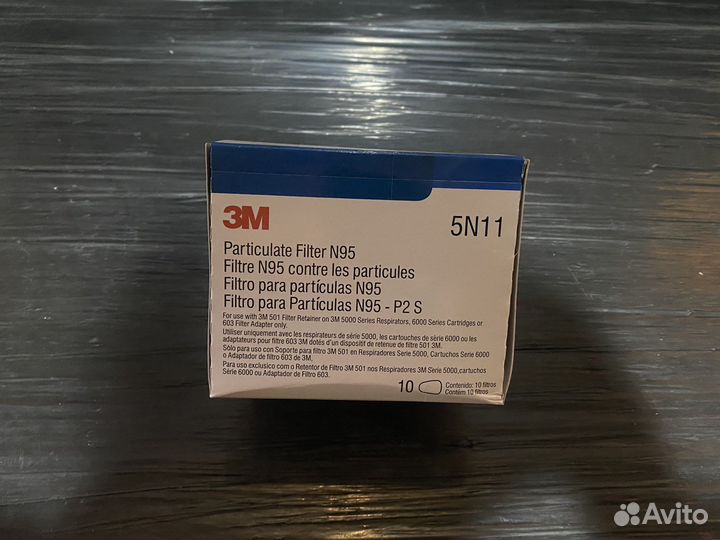 3M
5N11
Particulate Filter N95
Filtre N95 contre les particules
Filtro para partículas N95
Filtro para Partículas N95 - P2 S
For use with 3M 501 Filter Retainer on 3M 5000 Series Respirators, 6000 Series Cartridges or
603 Filter Adapter only.
Utiliser uniquement avec les respirateurs de série 5000, les cartouches de série 6000 ou les
adaptateurs pour filtre 603 3M dotés d'un dispositif de retenue de filtre 501 3M.
Sólo para uso con Soporte para filtro 3M 501 en Respiradores Serie 5000, Cartuchos Serie 6000
o Adaptador de filtro 603 de 3M.
Para uso exclusivo com o Retentor de Filtro 3M 501 nos Respiradores 3M Serie 5000,cartuchos
Série 6000 ou Adaptador de Filtro 603.
10
Contenido: 10 filtros
Contém 10 filtros
Avito